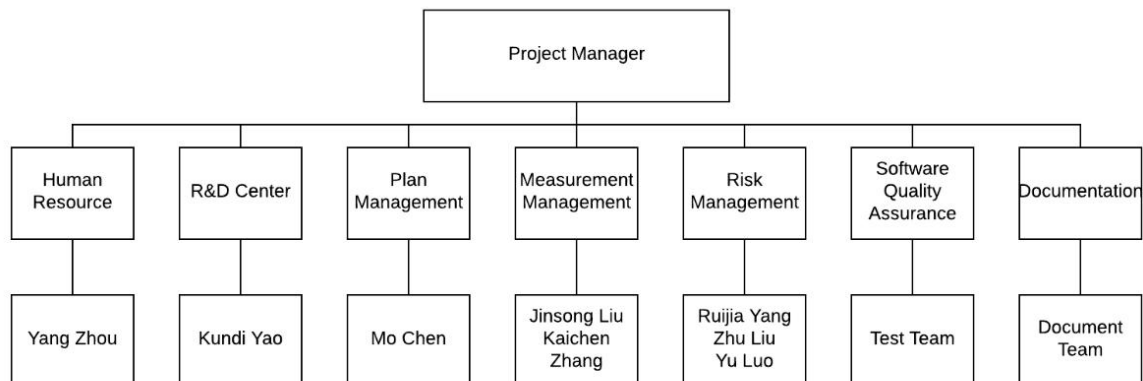 Project Manager
Human
Resource
R&D Center
Plan
Management
Measurement
Management
Risk
Management
Software
Quality
Assurance
Documentation
Yang Zhou
Kundi Yao
Mo Chen
Jinsong Liu
Kaichen
Zhang
Ruijia Yang
Zhu Liu
Yu Luo
Test Team
Document
Team